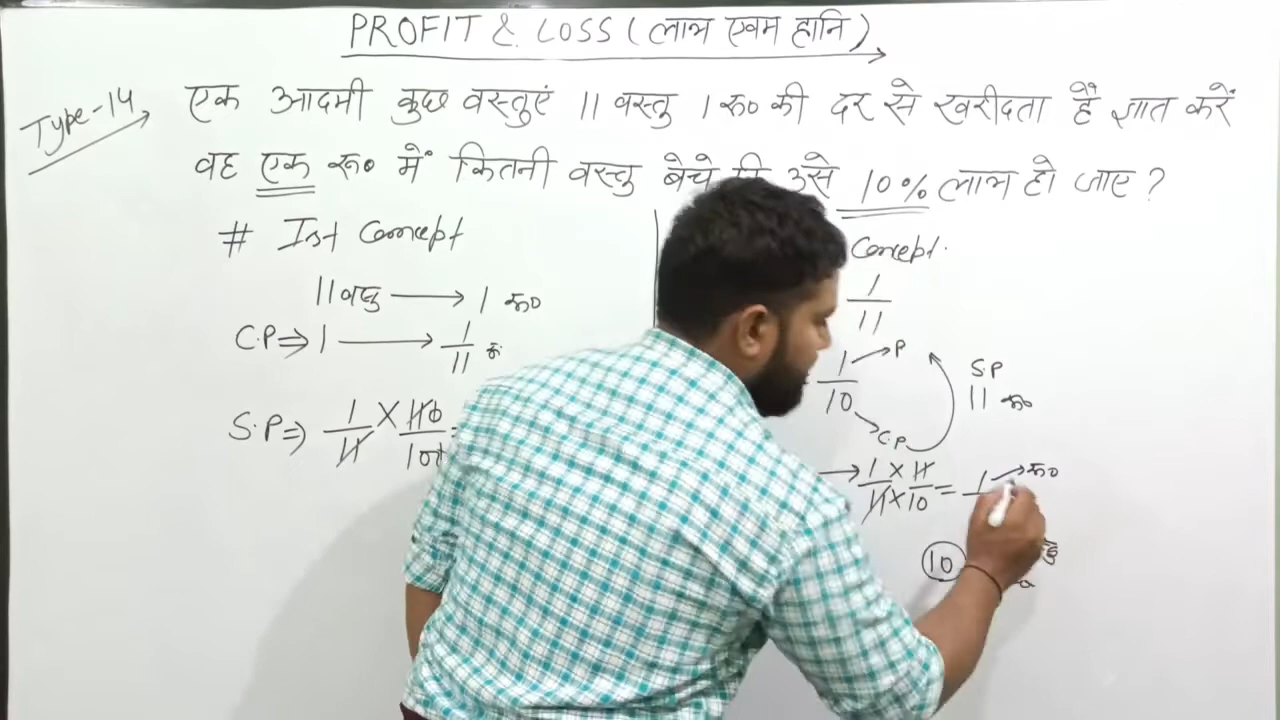 PROFIT & LOSS (लाभ एवम हानि)
Type-14
एक आदमी कुछ वस्तुएं 11 वस्तु 1 रू० की दर से खरीदता है ज्ञात करें
वह एक रू० में कितनी वस्तु बेचे उसे 10% लाभ हो जाए ?
# Ist Concept
11 वस्तु → 1 रू०
C.P ⇒ 1 → 1/11 रु.
S.P ⇒ 1/11 × 110/100 =
Concept.
1/11
1/10 → P
→ C.P
S.P
11 रू०
→ 1/11 × 11/10 = 1 → रू०
10